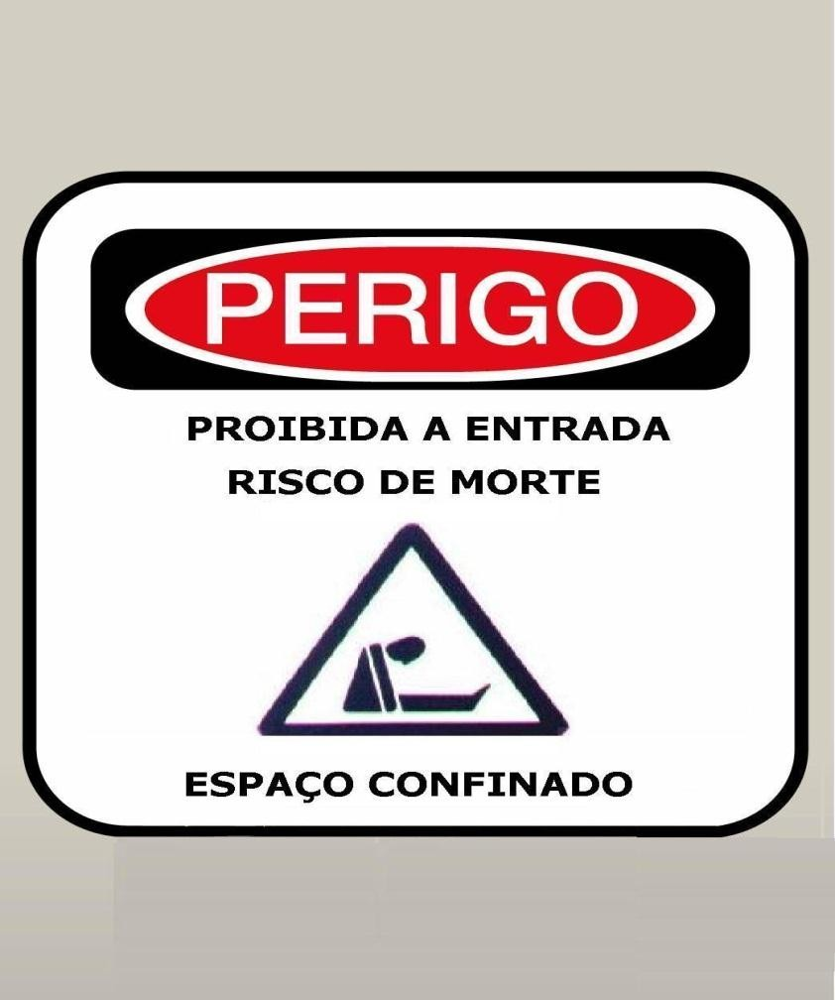 PERIGO
PROIBIDA A ENTRADA
RISCO DE MORTE
ESPAÇO CONFINADO